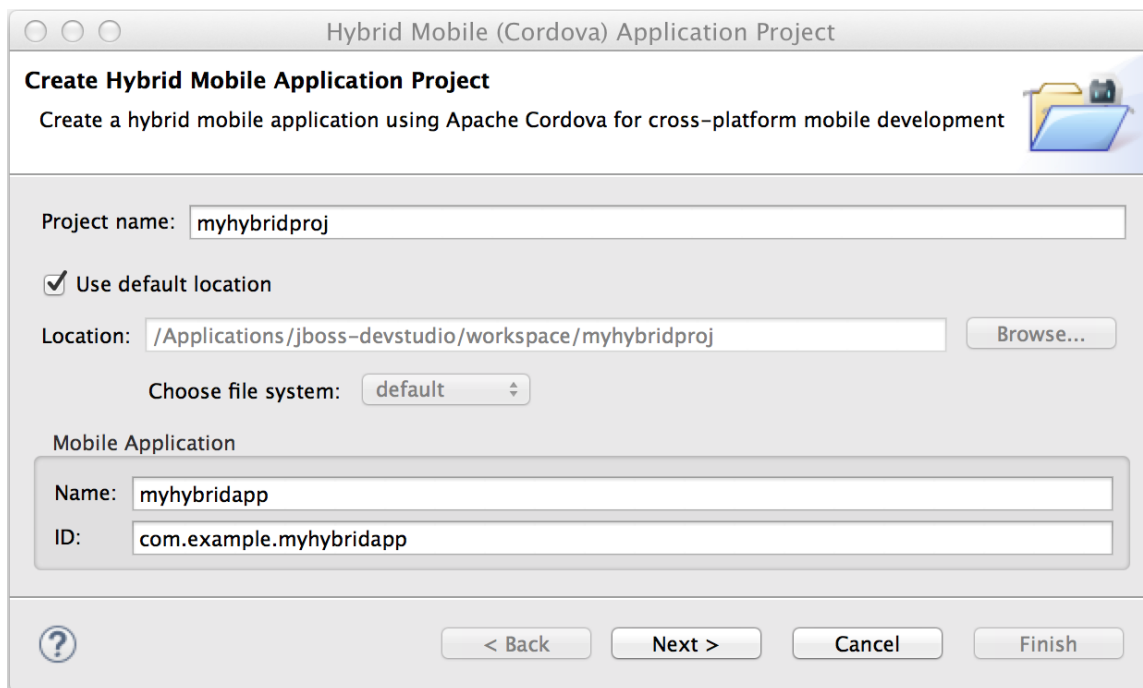 Hybrid Mobile (Cordova) Application Project
Create Hybrid Mobile Application Project
Create a hybrid mobile application using Apache Cordova for cross-platform mobile development
Project name: myhybridproj
Use default location
Location: /Applications/jboss-devstudio/workspace/myhybridproj Browse...
Choose file system: default
Mobile Application
Name: myhybridapp
ID: com.example.myhybridapp
? < Back Next > Cancel Finish